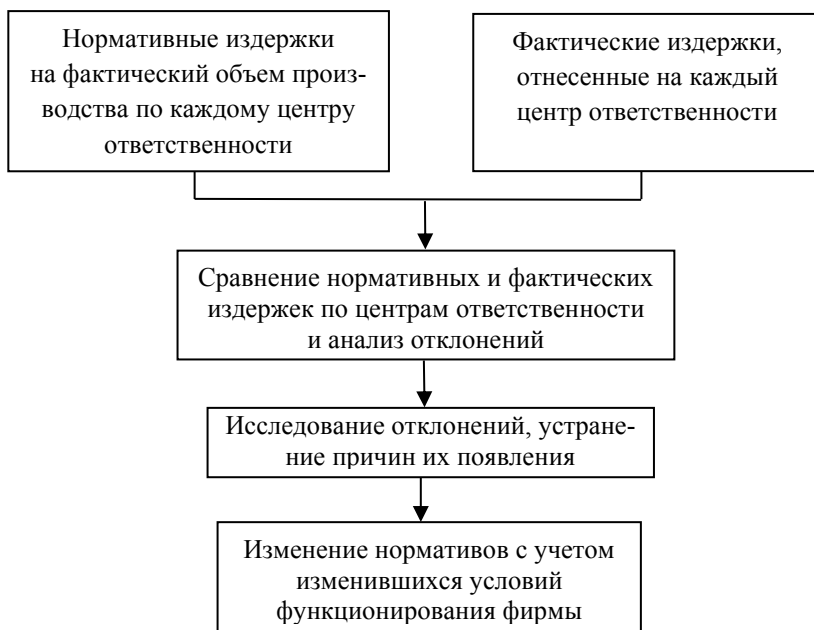 Нормативные издержки
на фактический объем произ-
водства по каждому центру
ответственности
Фактические издержки,
отнесенные на каждый
центр ответственности
Сравнение нормативных и фактических
издержек по центрам ответственности
и анализ отклонений
Исследование отклонений, устране-
ние причин их появления
Изменение нормативов с учетом
изменившихся условий
функционирования фирмы